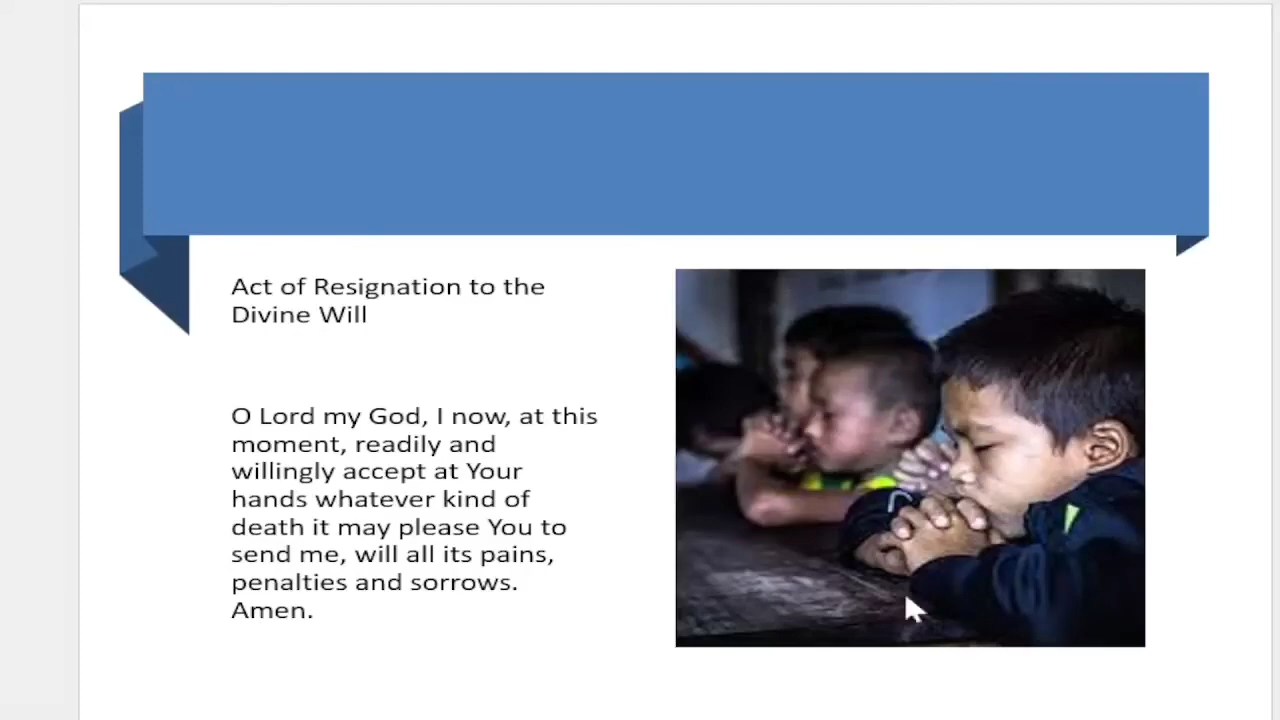 Act of Resignation to the
Divine Will
O Lord my God, I now, at this
moment, readily and
willingly accept at Your
hands whatever kind of
death it may please You to
send me, will all its pains,
penalties and sorrows.
Amen.